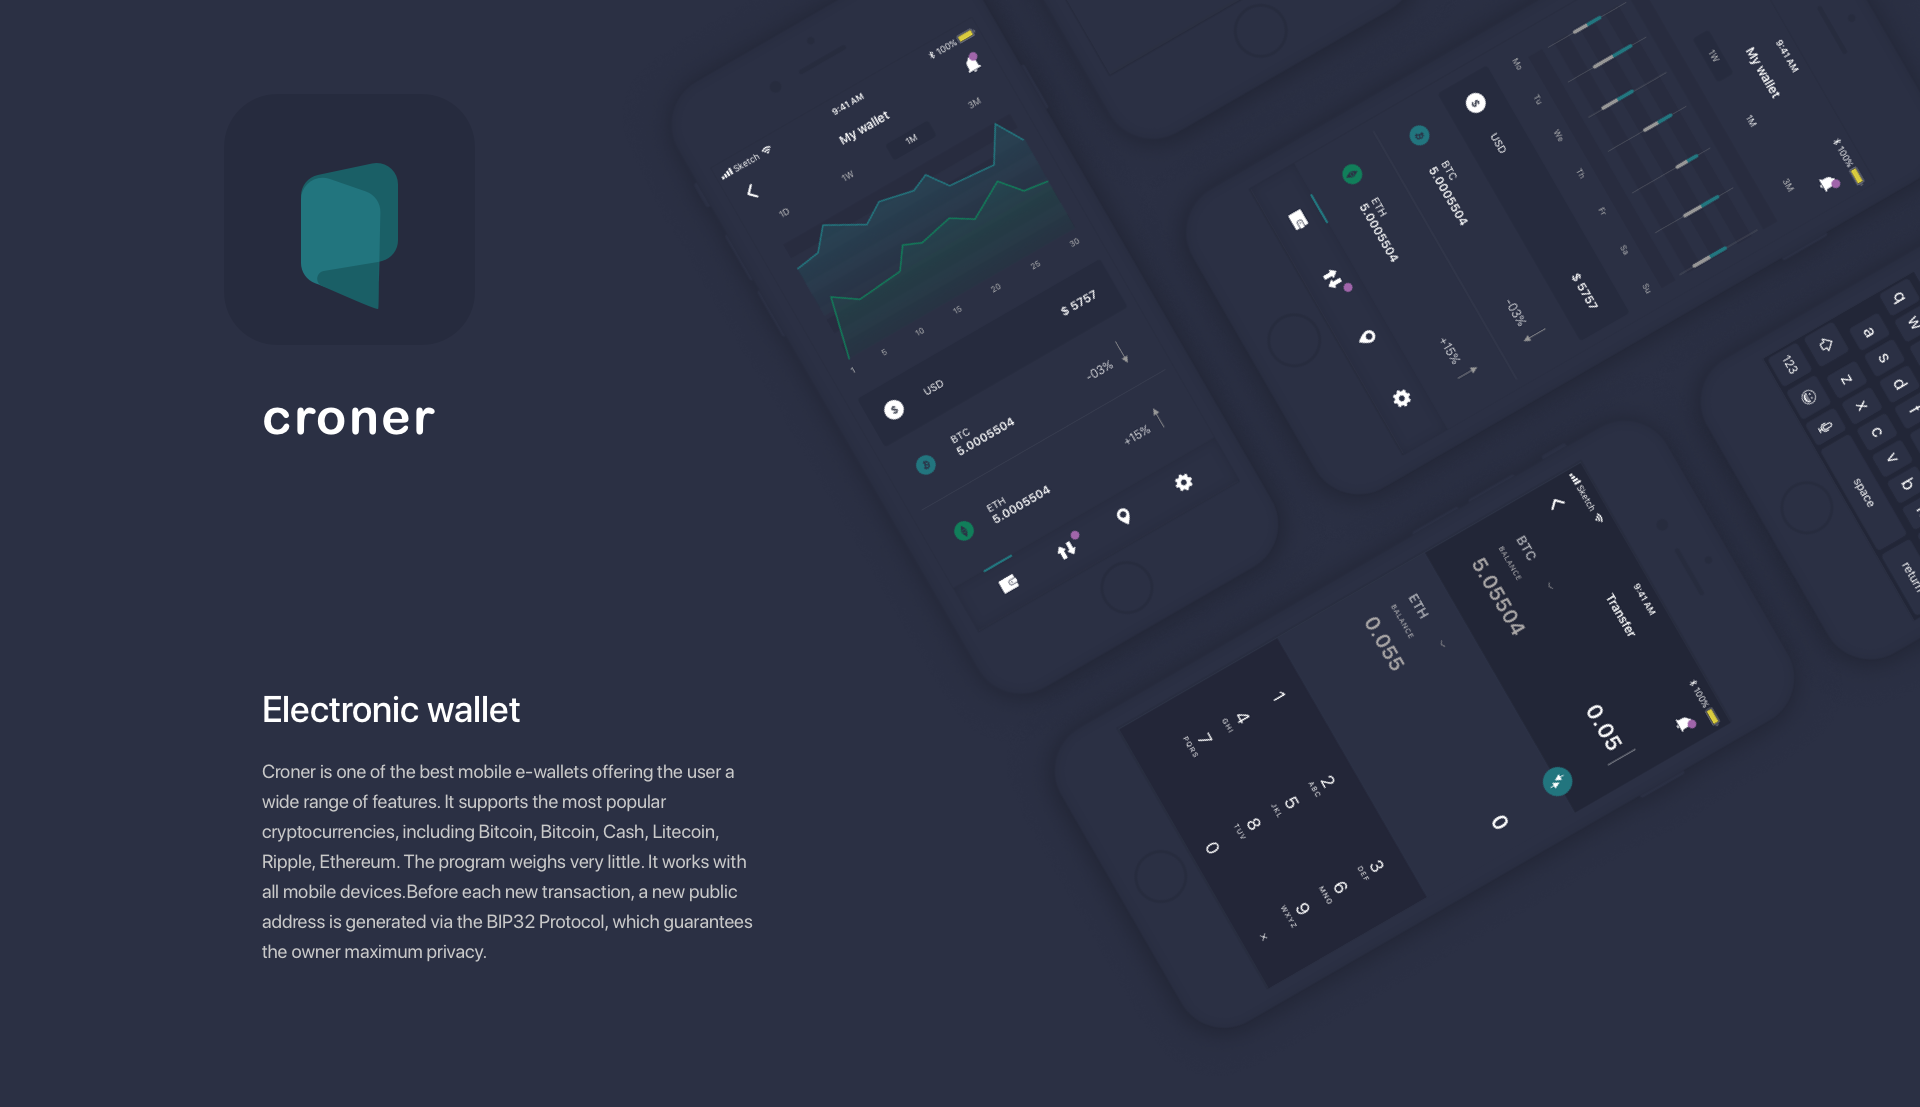 croner
Electronic wallet
Croner is one of the best mobile e-wallets offering the user a
wide range of features. It supports the most popular
cryptocurrencies, including Bitcoin, Bitcoin, Cash, Litecoin,
Ripple, Ethereum. The program weighs very little. It works with
all mobile devices.Before each new transaction, a new public
address is generated via the BIP32 Protocol, which guarantees
the owner maximum privacy.
Sketch 9:41 AM 100%
My wallet
1D 1W 1M 3M
1 5 10 15 20 25 30
USD $ 5757
BTC
5.0005504 -03%
ETH
5.0005504 +15%
9:41 AM 100%
My wallet
1W 1M 3M
Mo Tu We Th Fr Sa Su
$ USD $ 5757
BTC
5.0005504 -03%
ETH
5.0005504 +15%
Sketch 9:41 AM 100%
Transfer
BTC
BALANCE
5.05504 0.05
ETH
BALANCE
0.055 0
1 2 3
ABC DEF
4 5 6
GHI JKL MNO
7 8 9
PQRS TUV WXYZ
0 ×
q w
a s d f
z x c v b
123 space return